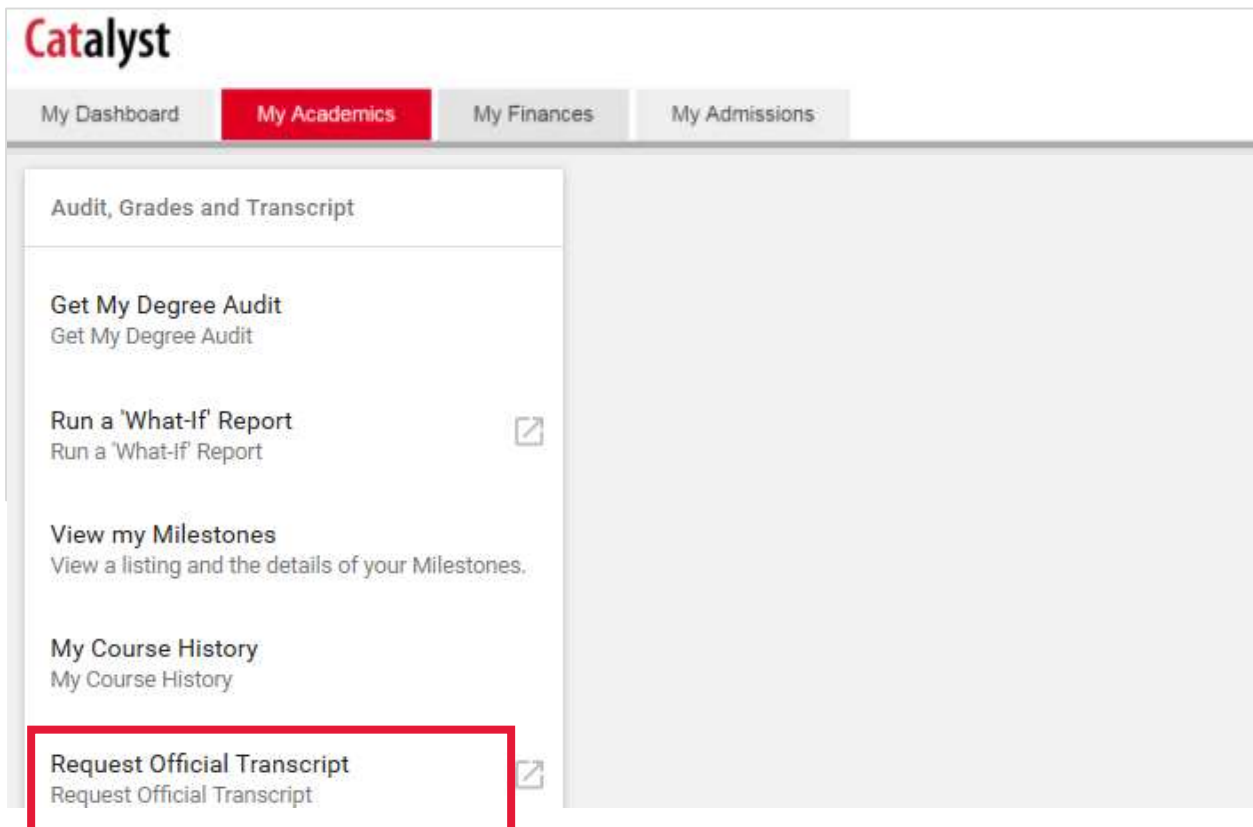 Catalyst
My Dashboard
My Academics
My Finances
My Admissions
Audit, Grades and Transcript
Get My Degree Audit
Get My Degree Audit
Run a 'What-If' Report
Run a 'What-If' Report
View my Milestones
View a listing and the details of your Milestones.
My Course History
My Course History
Request Official Transcript
Request Official Transcript